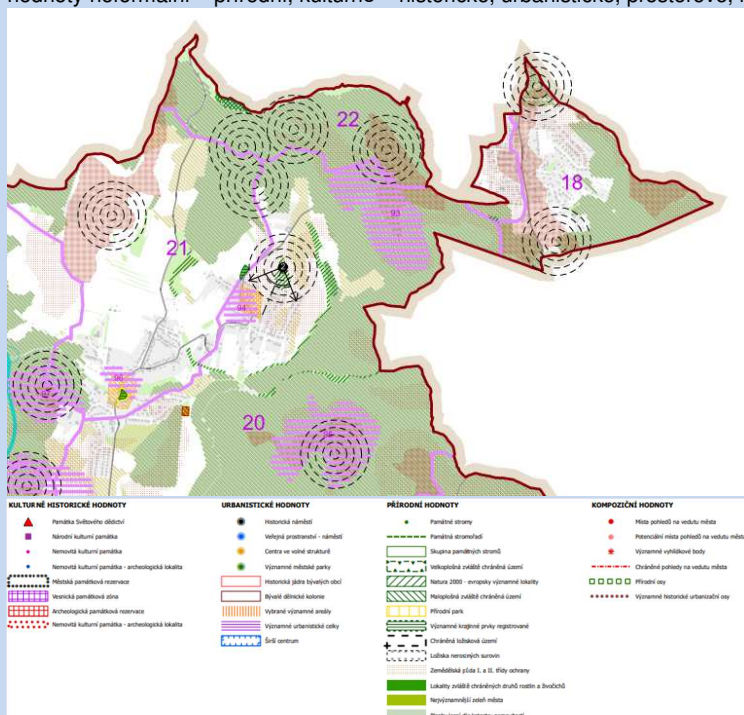 hodnoty neformální – přírodní, kulturně – historické, urbanistické, prostorové,
22
18
93
21
2
94
96
20
KULTURNĚ HISTORICKÉ HODNOTY
Památka Světového dědictví
Národní kulturní památka
Nemovitá kulturní památka
Nemovitá kulturní památka - archeologická lokalita
Městská památková rezervace
Vesnická památková zóna
Archeologická památková rezervace
Nemovitá kulturní památka - archeologická lokalita
URBANISTICKÉ HODNOTY
Historická náměstí
Veřejná prostranství - náměstí
Centra ve volné struktuře
Významné městské parky
Historická jádra bývalých obcí
Bývalé dělnické kolonie
Vybrané významné areály
Významné urbanistické celky
Širší centrum
PŘÍRODNÍ HODNOTY
Památné stromy
Památná stromořadí
Skupina památných stromů
Velkoplošná zvláště chráněná území
Natura 2000 - evropsky významné lokality
Maloplošná zvláště chráněná území
Přírodní park
Významné krajinné prvky registrované
Chráněná ložisková území
Ložiska nerostných surovin
Zemědělská půda I. a II. třídy ochrany
Lokality zvláště chráněných druhů rostlin a živočichů
Nejvýznamnější zeleň města
KOMPOZIČNÍ HODNOTY
Místa pohledů na vedutu města
Potenciální místa pohledů na vedutu města
Významné vyhlídkové body
Chráněné pohledy na vedutu města
Přírodní osy
Významné historické urbanizační osy